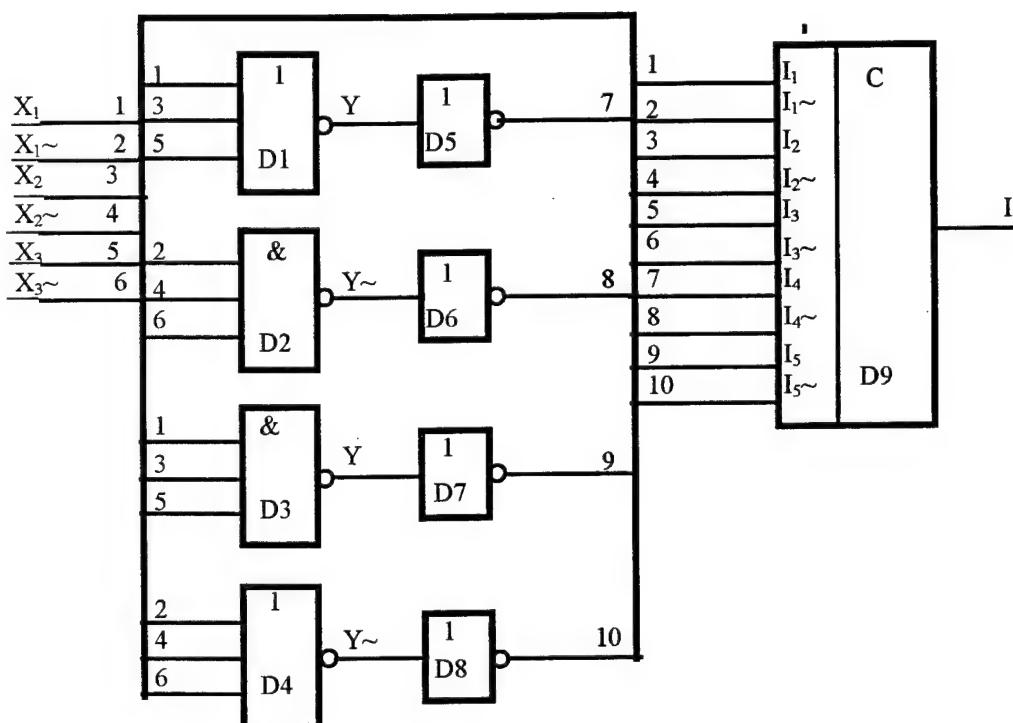 X₁ 1
X₁~ 2
X₂ 3
X₂~ 4
X₃ 5
X₃~ 6
1
3
5
1
D1
Y
1
D5
7
2
4
6
&
D2
Y~
1
D6
8
1
3
5
&
D3
Y
1
D7
9
2
4
6
1
D4
Y~
1
D8
10
1 I₁
2 I₁~
3 I₂
4 I₂~
5 I₃
6 I₃~
7 I₄
8 I₄~
9 I₅
10 I₅~
C
D9
I